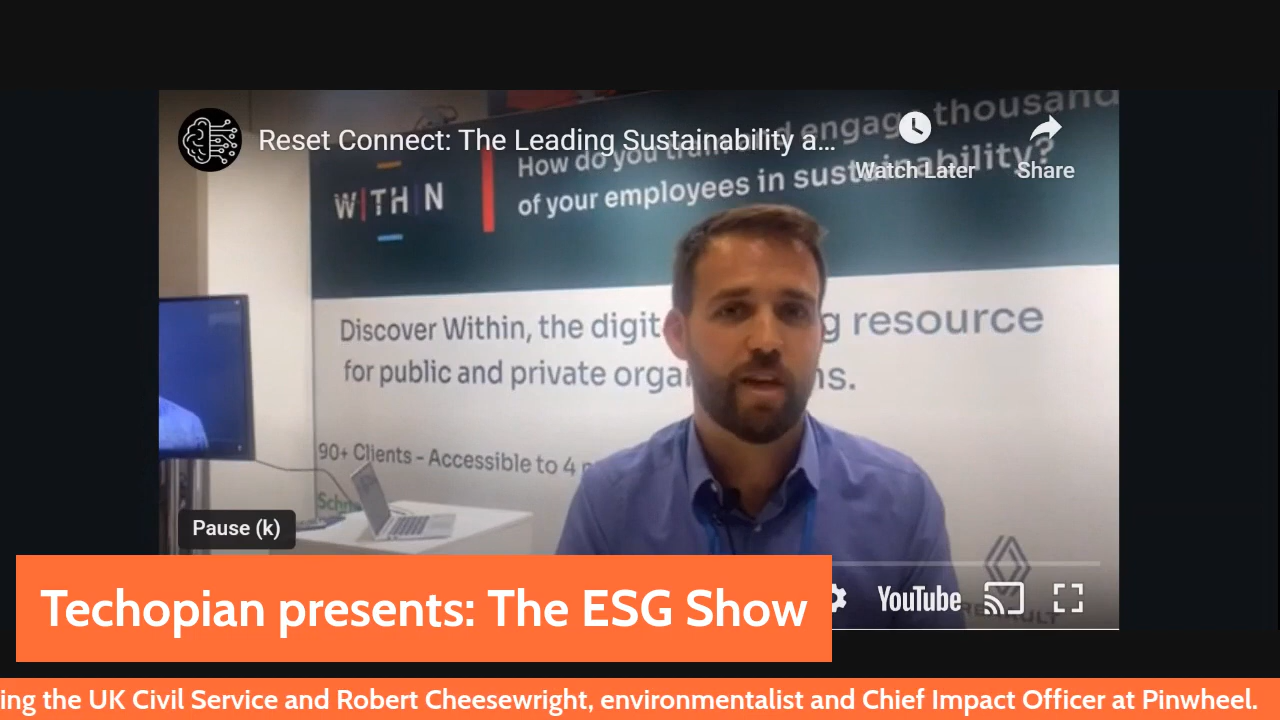 Reset Connect: The Leading Sustainability a...
Watch Later
Share
WITHIN
How do you train and engage thousand
of your employees in sustainability?
Discover Within, the digit
g resource
for public and private organ
ns.
90+ Clients - Accessible to 4
Pause (k)
YouTube
RENAULT
Techopian presents: The ESG Show
ing the UK Civil Service and Robert Cheesewright, environmentalist and Chief Impact Officer at Pinwheel.